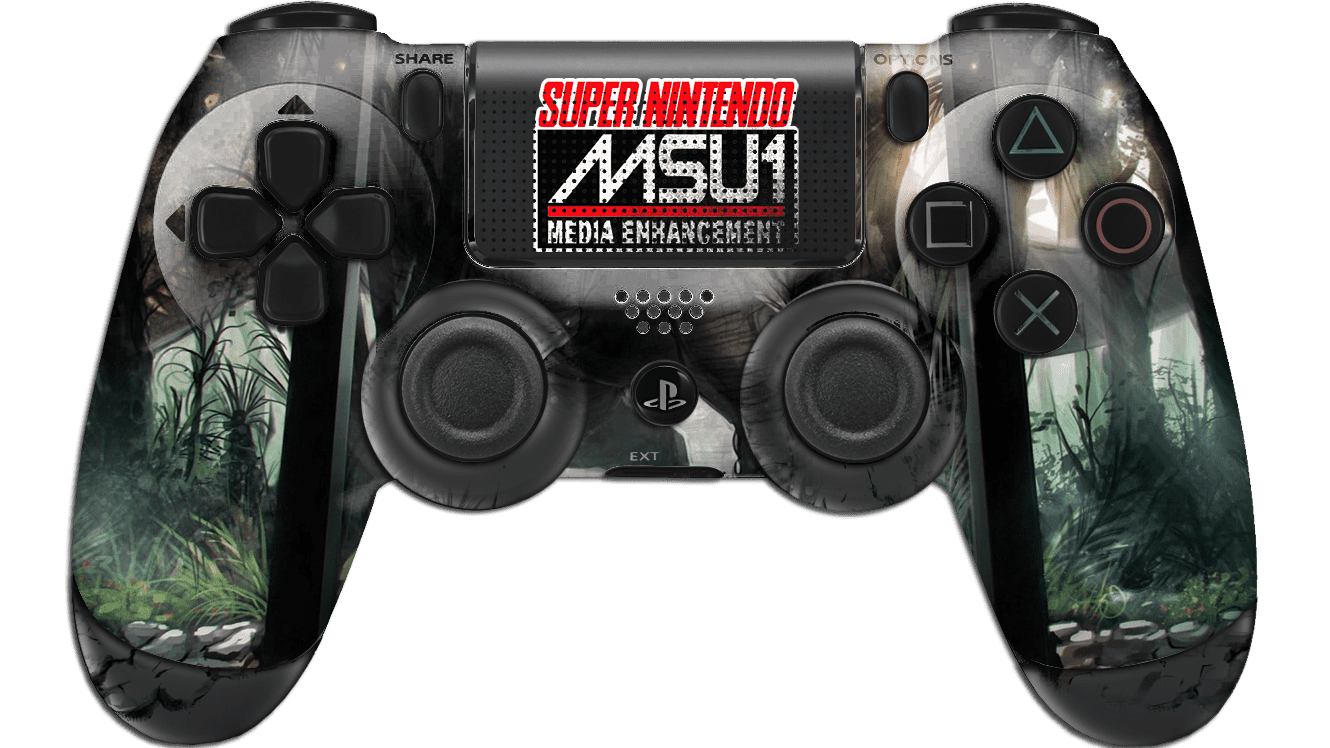 SHARE
OPTIONS
SUPER NINTENDO
MSU1
MEDIA ENHANCEMENT
EXT